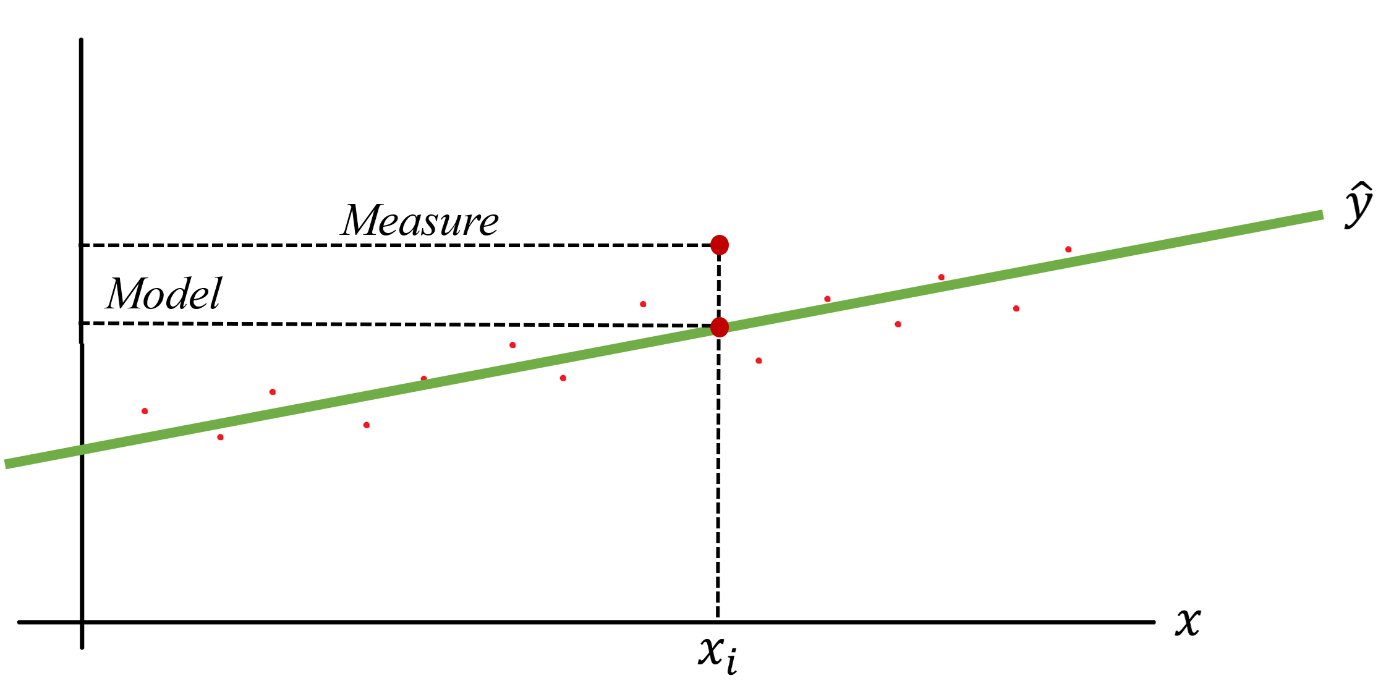 Measure
ŷ
Model
x
xᵢ